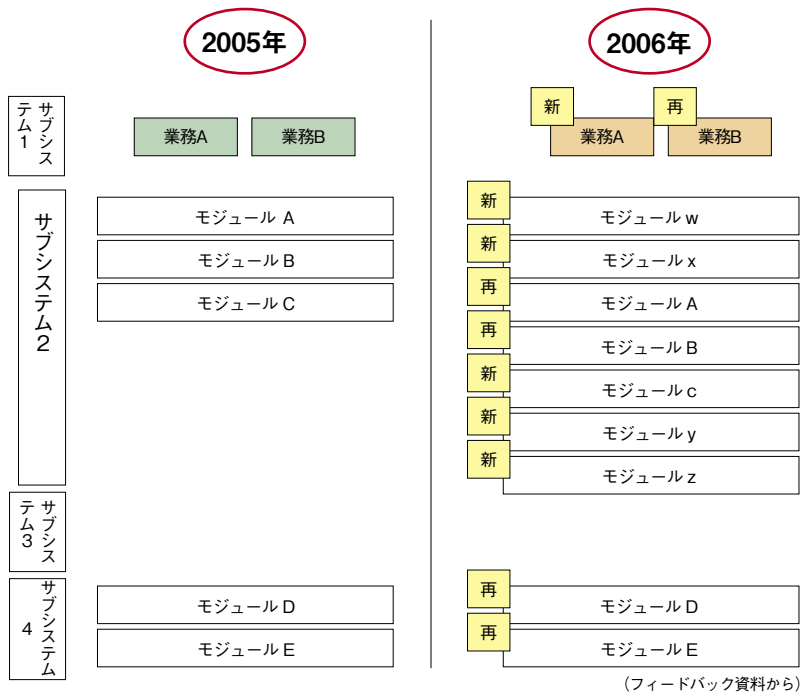 2005年
2006年
サブシス
テム1
業務A
業務B
新
業務A
再
業務B
サブシステム2
モジュール A
モジュール B
モジュール C
新
モジュール w
新
モジュール x
再
モジュール A
再
モジュール B
新
モジュール c
新
モジュール y
新
モジュール z
サブシス
テム3
サブシステム
4
モジュール D
モジュール E
再
モジュール D
再
モジュール E
(フィードバック資料から)